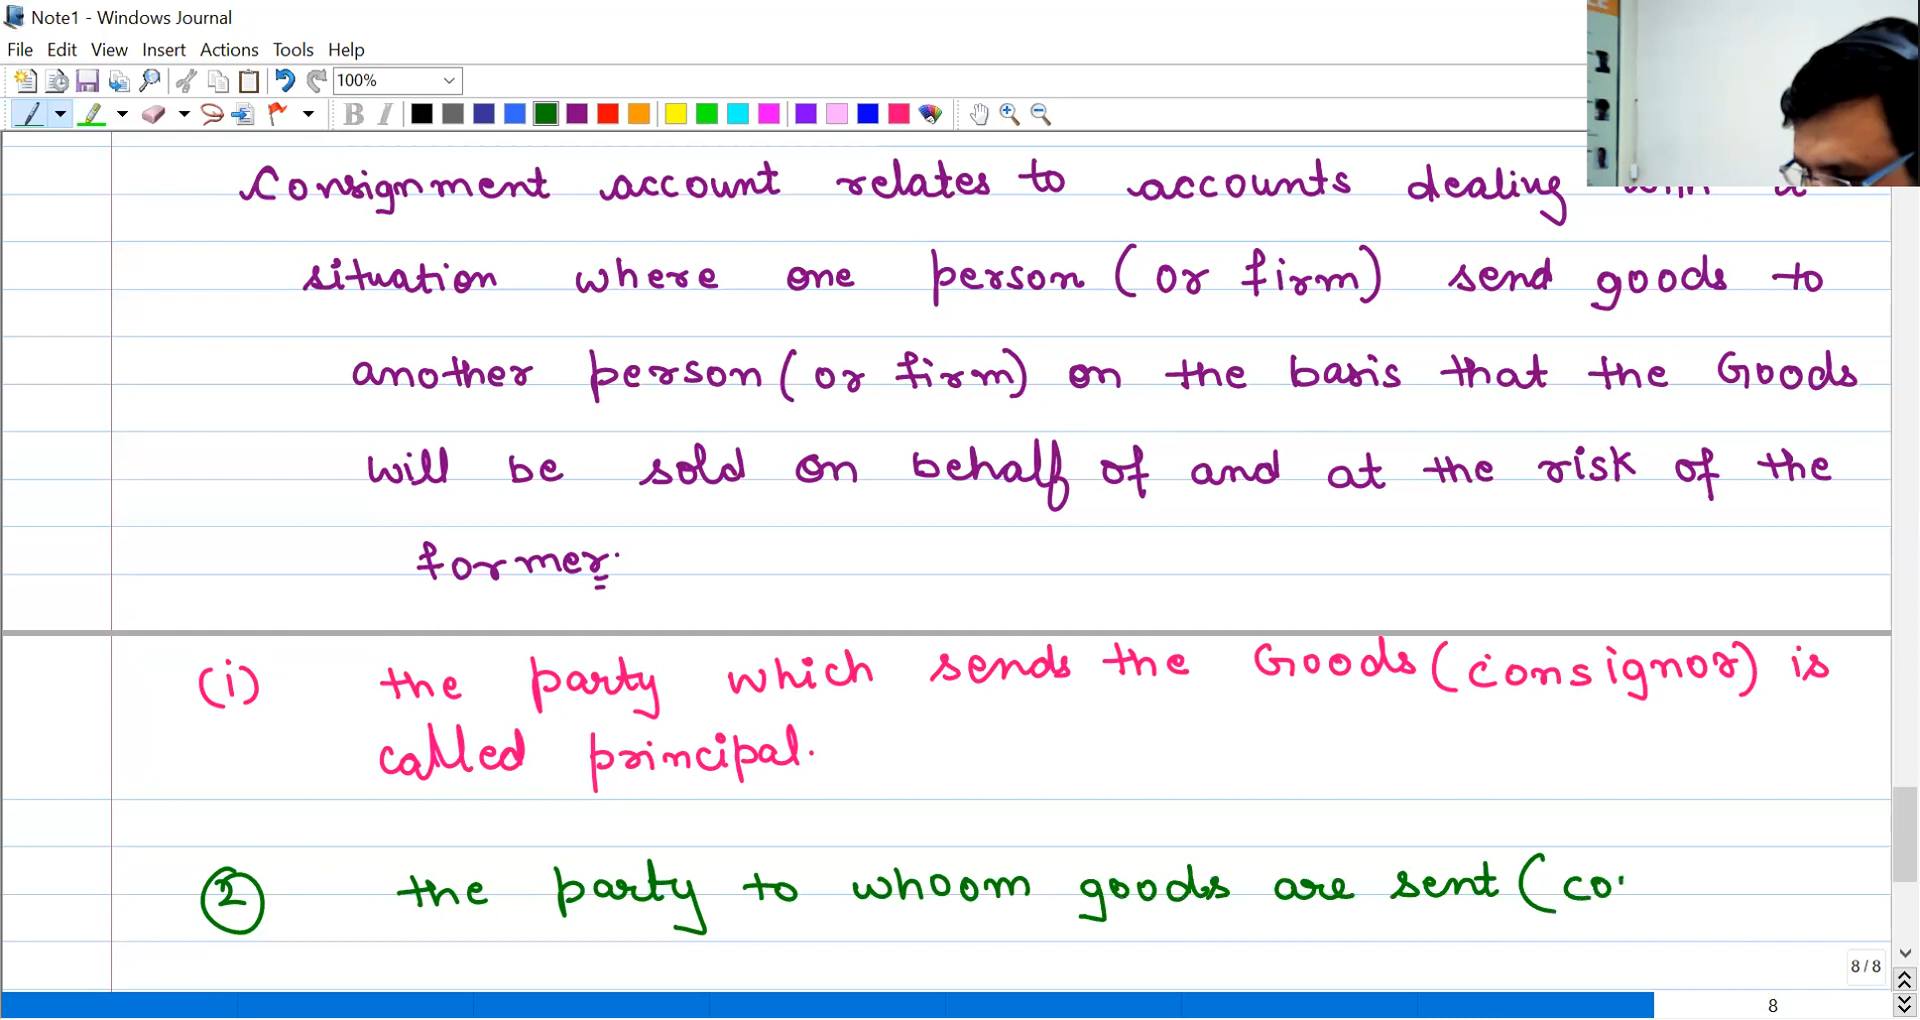 Note1 - Windows Journal
File Edit View Insert Actions Tools Help
100%
B I
Consignment account relates to accounts dealing
situation where one person (or firm) send goods to
another person (or firm) on the basis that the Goods
will be sold on behalf of and at the risk of the
former.
(i) the party which sends the Goods (consignor) is
called principal.
2 the party to whoom goods are sent (co
8/8
8